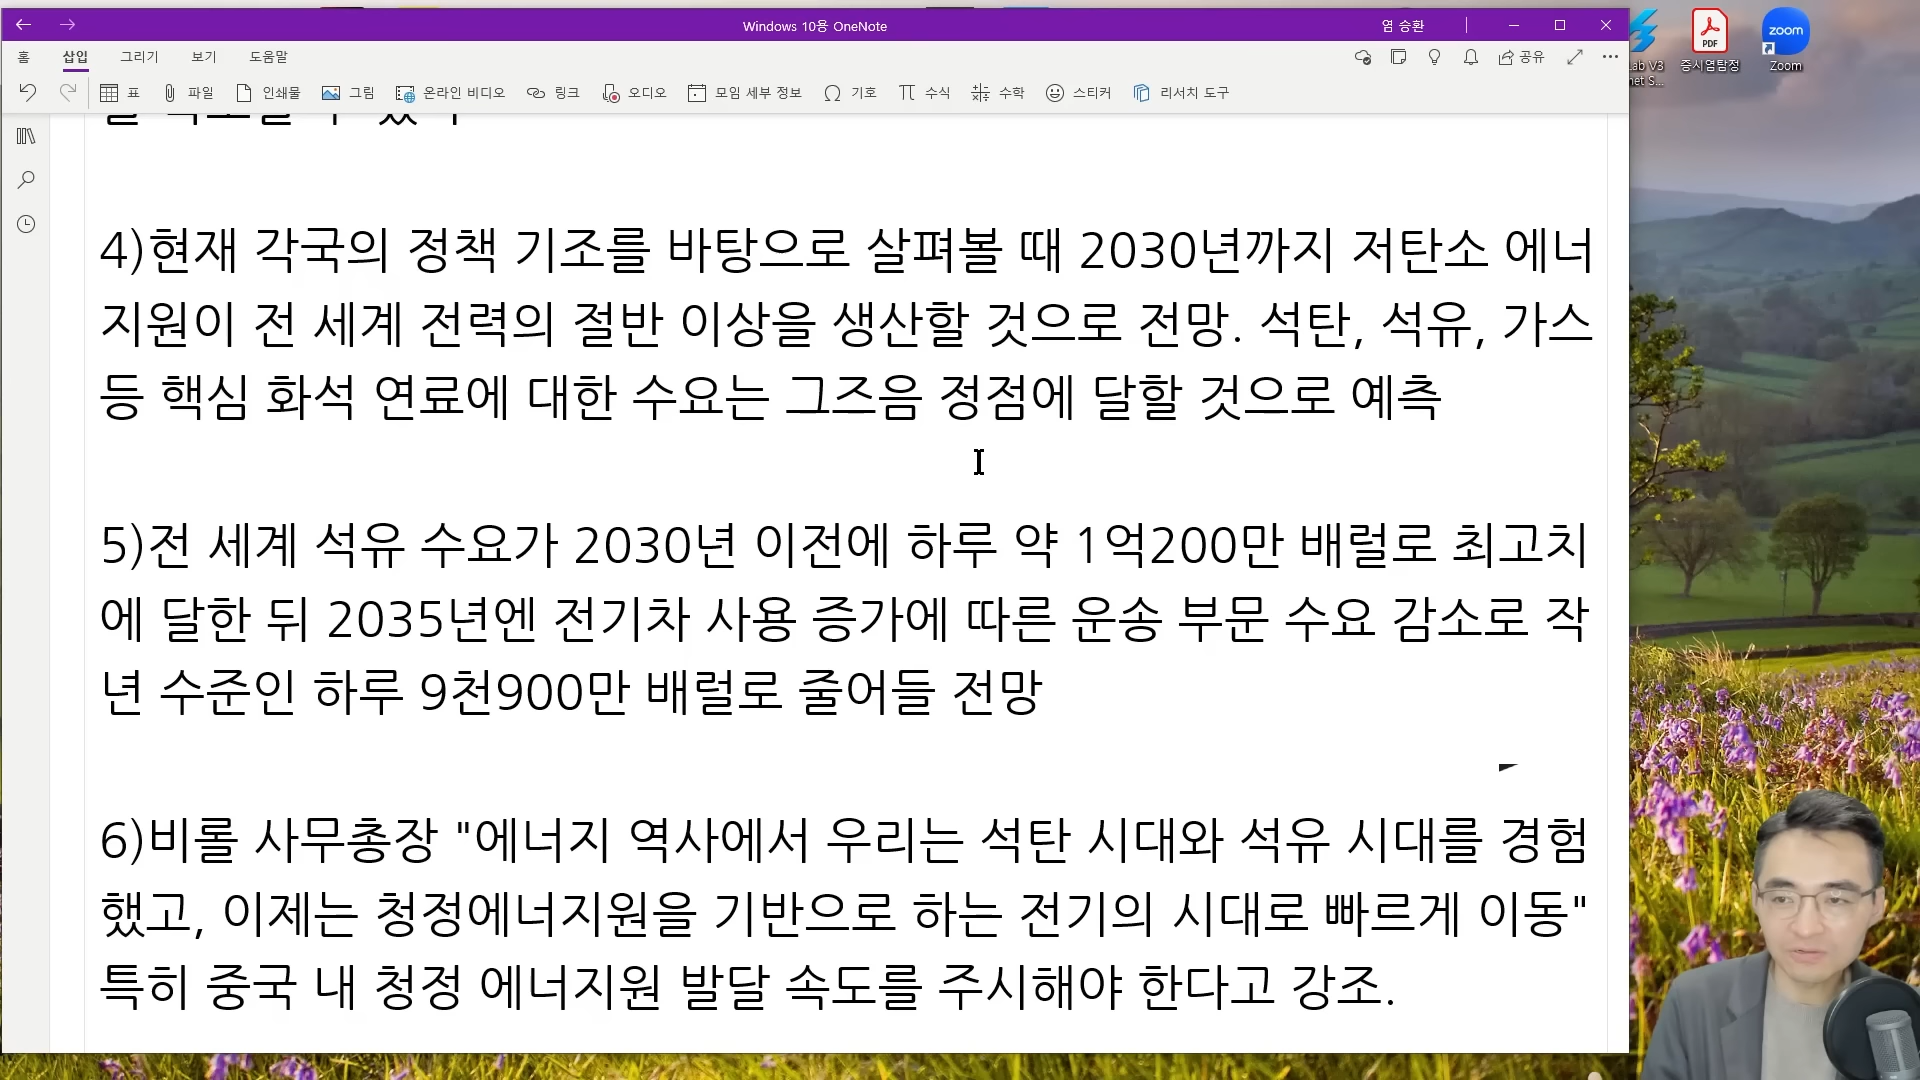 Windows 10용 OneNote
염 승환
홈 삽입 그리기 보기 도움말
공유
표 파일 인쇄물 그림 온라인 비디오 링크 오디오 모임 세부 정보 기호 수식 수학 스티커 리서치 도구
4)현재 각국의 정책 기조를 바탕으로 살펴볼 때 2030년까지 저탄소 에너
지원이 전 세계 전력의 절반 이상을 생산할 것으로 전망. 석탄, 석유, 가스
등 핵심 화석 연료에 대한 수요는 그즈음 정점에 달할 것으로 예측
5)전 세계 석유 수요가 2030년 이전에 하루 약 1억200만 배럴로 최고치
에 달한 뒤 2035년엔 전기차 사용 증가에 따른 운송 부문 수요 감소로 작
년 수준인 하루 9천900만 배럴로 줄어들 전망
6)비롤 사무총장 "에너지 역사에서 우리는 석탄 시대와 석유 시대를 경험
했고, 이제는 청정에너지원을 기반으로 하는 전기의 시대로 빠르게 이동"
특히 중국 내 청정 에너지원 발달 속도를 주시해야 한다고 강조.
Lab V3
net S...
PDF
증시염탐정
zoom
Zoom